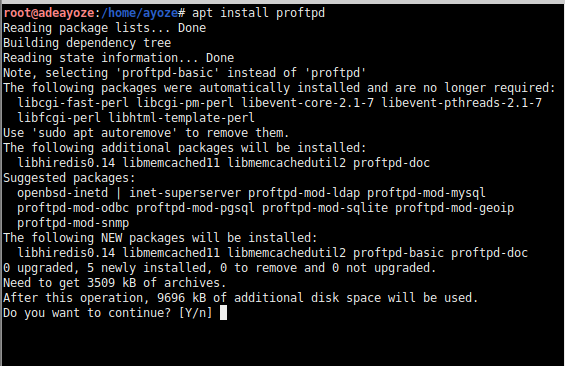 root@adeayoze:/home/ayoze# apt install proftpd
Reading package lists... Done
Building dependency tree
Reading state information... Done
Note, selecting 'proftpd-basic' instead of 'proftpd'
The following packages were automatically installed and are no longer required:
  libcgi-fast-perl libcgi-pm-perl libevent-core-2.1-7 libevent-pthreads-2.1-7
  libfcgi-perl libhtml-template-perl
Use 'sudo apt autoremove' to remove them.
The following additional packages will be installed:
  libhiredis0.14 libmemcached11 libmemcachedutil2 proftpd-doc
Suggested packages:
  openbsd-inetd | inet-superserver proftpd-mod-ldap proftpd-mod-mysql
  proftpd-mod-odbc proftpd-mod-pgsql proftpd-mod-sqlite proftpd-mod-geoip
  proftpd-mod-snmp
The following NEW packages will be installed:
  libhiredis0.14 libmemcached11 libmemcachedutil2 proftpd-basic proftpd-doc
0 upgraded, 5 newly installed, 0 to remove and 0 not upgraded.
Need to get 3509 kB of archives.
After this operation, 9696 kB of additional disk space will be used.
Do you want to continue? [Y/n]